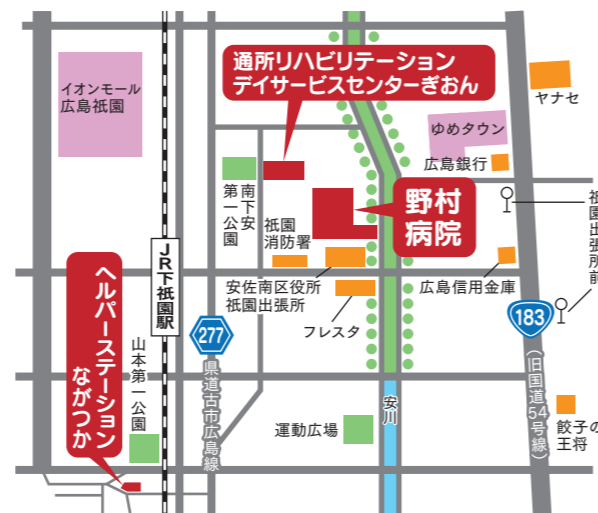 イオンモール
広島祇園
通所リハビリテーション
デイサービスセンターぎおん
ヤナセ
ゆめタウン
広島銀行
南下安
第一公園
野村
病院
祇園出張所前
祇園
消防署
JR下祇園駅
安佐南区役所
祇園出張所
広島信用金庫
フレスタ
183
277
ヘルパーステーション
ながつか
山本第一公園
県道古市広島線
安川
(旧国道54号線)
運動広場
餃子の
王将